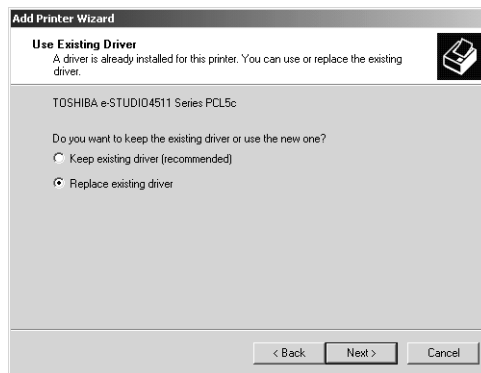 Add Printer Wizard
Use Existing Driver
A driver is already installed for this printer. You can use or replace the existing
driver.
TOSHIBA e-STUDIO4511 Series PCL5c
Do you want to keep the existing driver or use the new one?
Keep existing driver (recommended)
Replace existing driver
< Back Next > Cancel